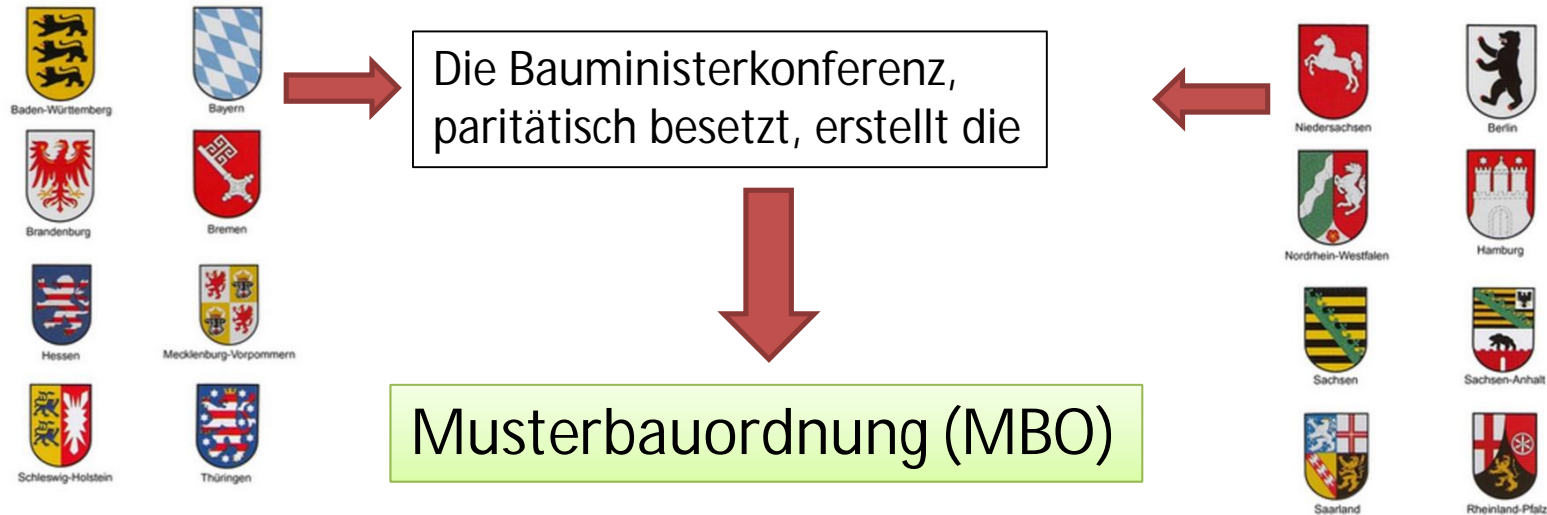 Baden-Württemberg
Bayern
Brandenburg
Bremen
Hessen
Mecklenburg-Vorpommern
Schleswig-Holstein
Thüringen
Die Bauministerkonferenz,
paritätisch besetzt, erstellt die
Musterbauordnung (MBO)
Niedersachsen
Berlin
Nordrhein-Westfalen
Hamburg
Sachsen
Sachsen-Anhalt
Saarland
Rheinland-Pfalz